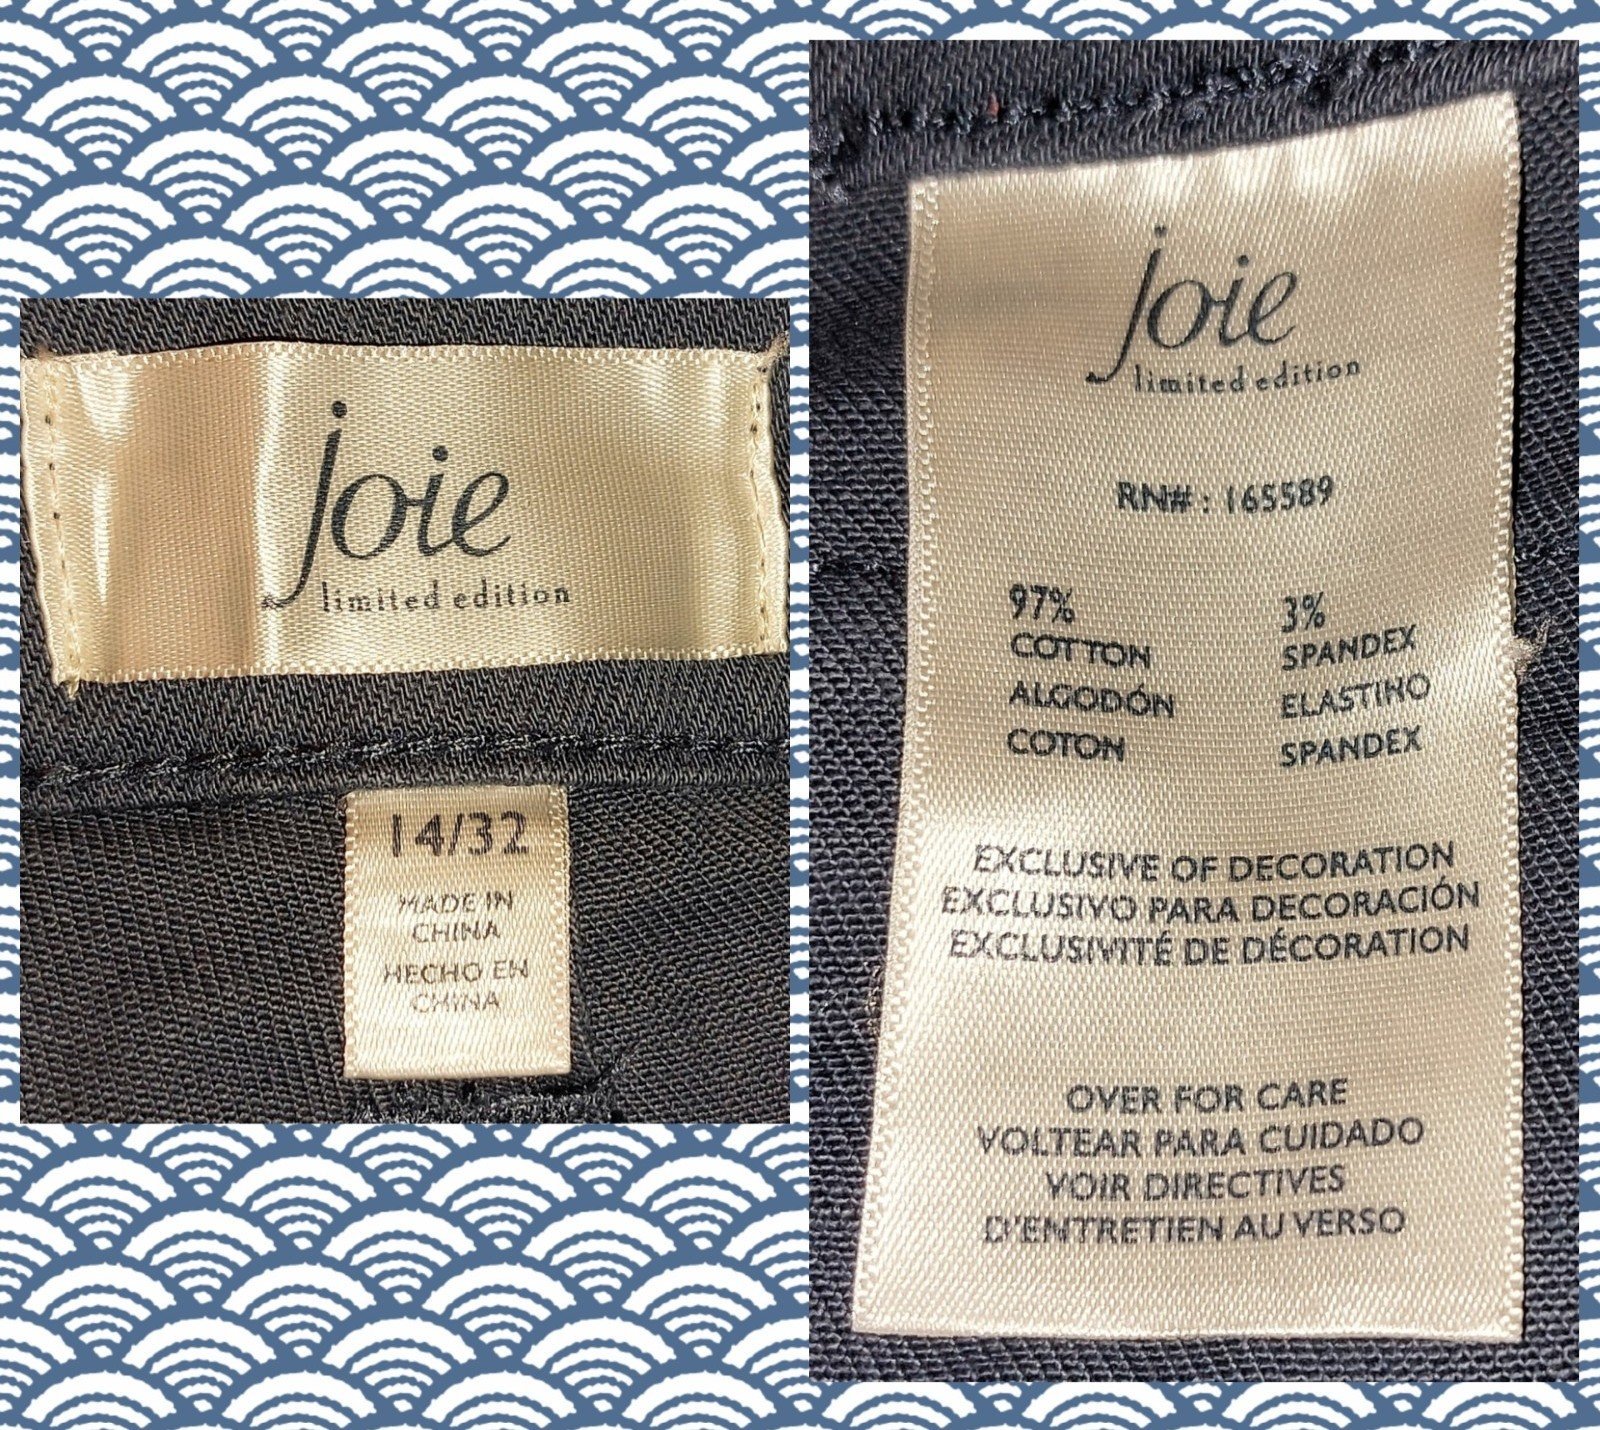 joie
limited edition
14/32
MADE IN
CHINA
HECHO EN
CHINA
joie
limited edition
RN# : 165589
97% 3%
COTTON SPANDEX
ALGODÓN ELASTINO
COTON SPANDEX
EXCLUSIVE OF DECORATION
EXCLUSIVO PARA DECORACIÓN
EXCLUSIVITÉ DE DÉCORATION
OVER FOR CARE
VOLTEAR PARA CUIDADO
VOIR DIRECTIVES
D'ENTRETIEN AU VERSO